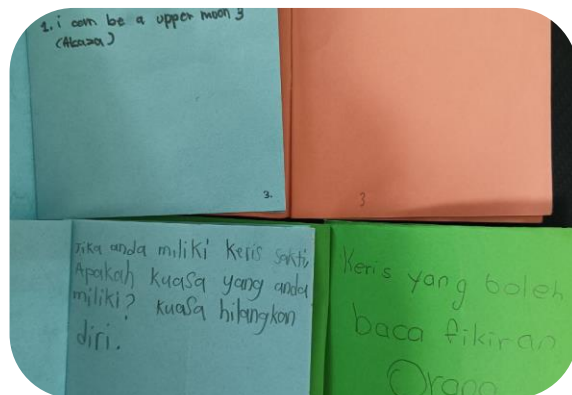 1. i can be a upper moon 3
(Akaza)
3.
3
Jika anda miliki keris sakti,
Apakah kuasa yang anda
miliki? kuasa hilangkan
diri.
Keris yang boleh
baca fikiran
Orang